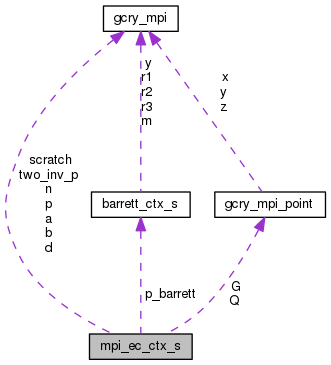 gcry_mpi
y
r1
r2
r3
m
x
y
z
scratch
two_inv_p
n
p
a
b
d
barrett_ctx_s
gcry_mpi_point
p_barrett
G
Q
mpi_ec_ctx_s